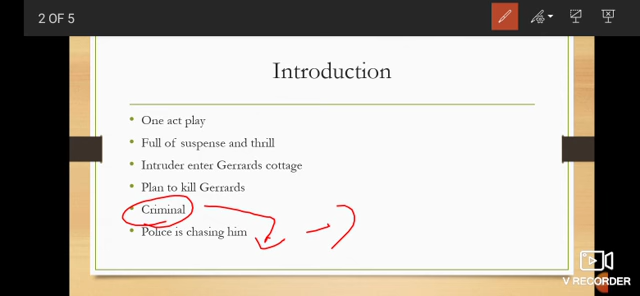 2 OF 5
Introduction
One act play
Full of suspense and thrill
Intruder enter Gerrards cottage
Plan to kill Gerrards
Criminal
Police is chasing him
V RECORDER